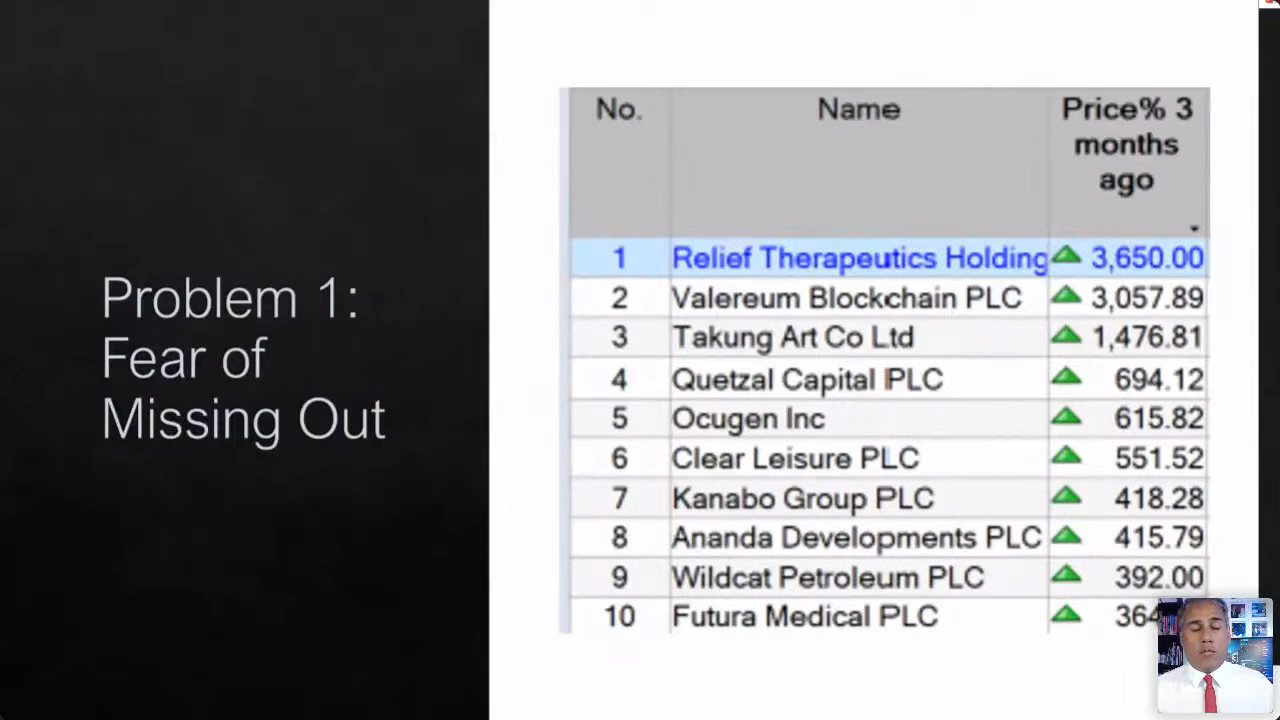 Problem 1:
Fear of
Missing Out
No. Name Price% 3 months ago
1 Relief Therapeutics Holding 3,650.00
2 Valereum Blockchain PLC 3,057.89
3 Takung Art Co Ltd 1,476.81
4 Quetzal Capital PLC 694.12
5 Ocugen Inc 615.82
6 Clear Leisure PLC 551.52
7 Kanabo Group PLC 418.28
8 Ananda Developments PLC 415.79
9 Wildcat Petroleum PLC 392.00
10 Futura Medical PLC